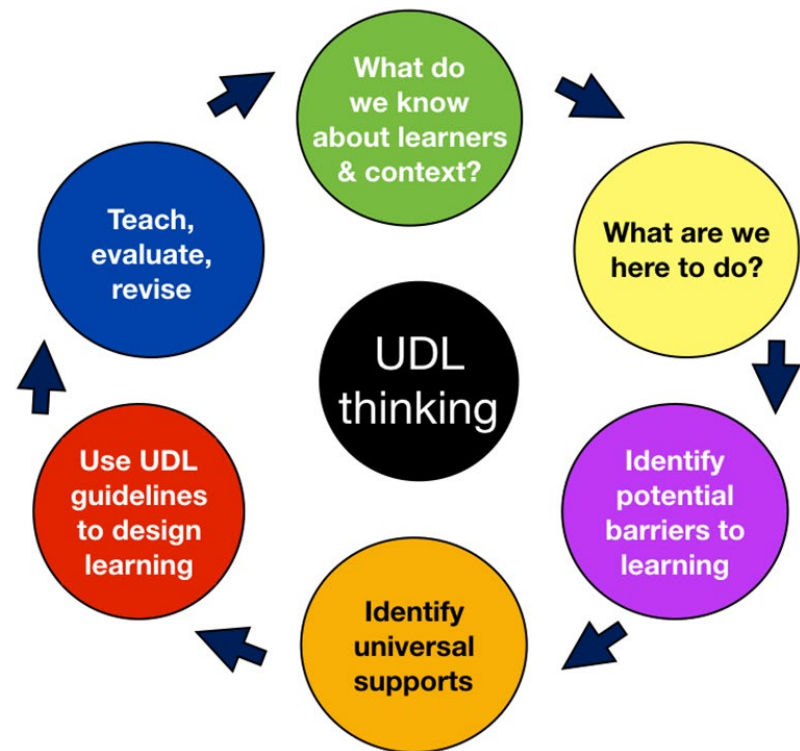 What do
we know
about learners
& context?
What are we
here to do?
Identify
potential
barriers to
learning
Identify
universal
supports
Use UDL
guidelines
to design
learning
Teach,
evaluate,
revise
UDL
thinking